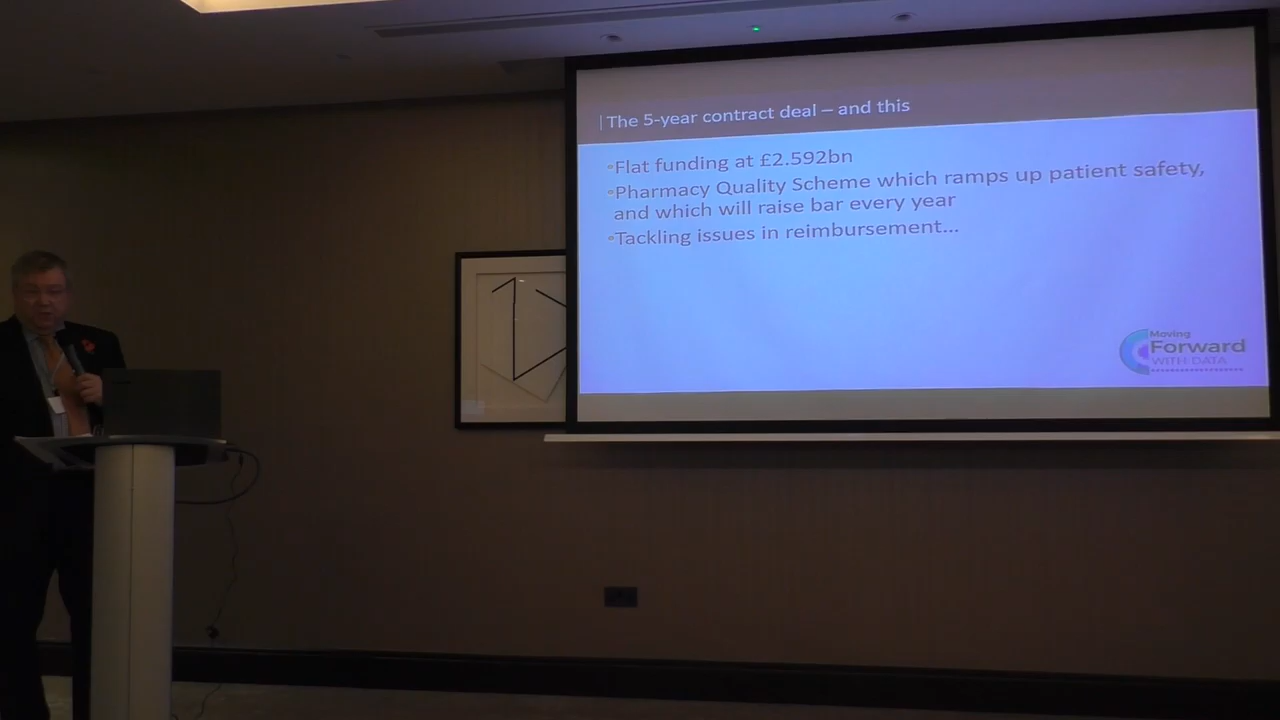 The 5-year contract deal – and this
▫Flat funding at £2.592bn
▫Pharmacy Quality Scheme which ramps up patient safety,
and which will raise bar every year
▫Tackling issues in reimbursement...
Moving
Forward
WITH DATA